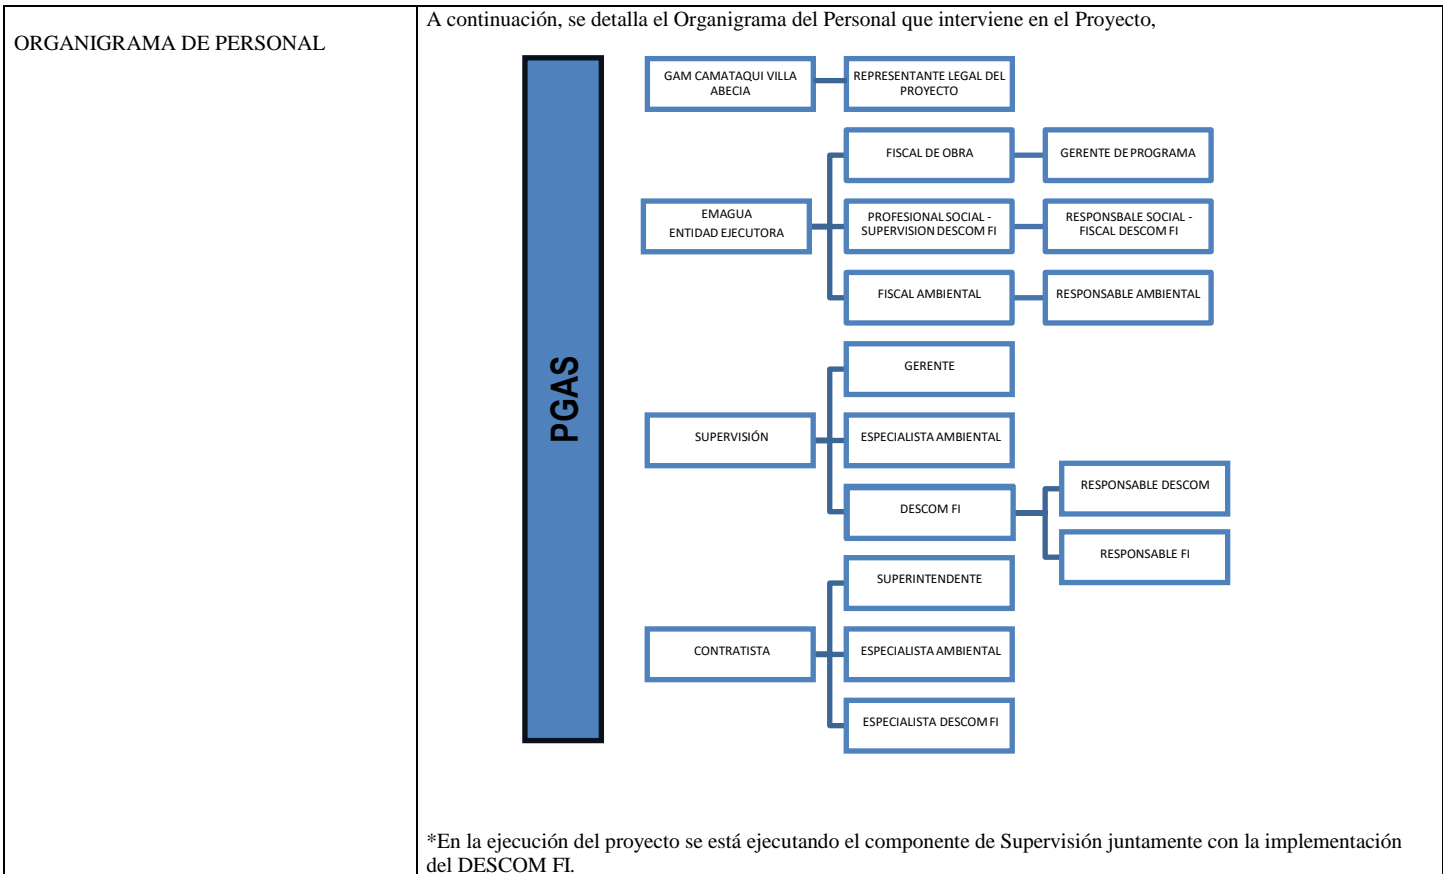 ORGANIGRAMA DE PERSONAL
A continuación, se detalla el Organigrama del Personal que interviene en el Proyecto,
PGAS
GAM CAMATAQUI VILLA
ABECIA
REPRESENTANTE LEGAL DEL
PROYECTO
EMAGUA
ENTIDAD EJECUTORA
FISCAL DE OBRA
GERENTE DE PROGRAMA
PROFESIONAL SOCIAL -
SUPERVISION DESCOM FI
RESPONSBALE SOCIAL -
FISCAL DESCOM FI
FISCAL AMBIENTAL
RESPONSABLE AMBIENTAL
SUPERVISIÓN
GERENTE
ESPECIALISTA AMBIENTAL
DESCOM FI
RESPONSABLE DESCOM
RESPONSABLE FI
CONTRATISTA
SUPERINTENDENTE
ESPECIALISTA AMBIENTAL
ESPECIALISTA DESCOM FI
*En la ejecución del proyecto se está ejecutando el componente de Supervisión juntamente con la implementación
del DESCOM FI.